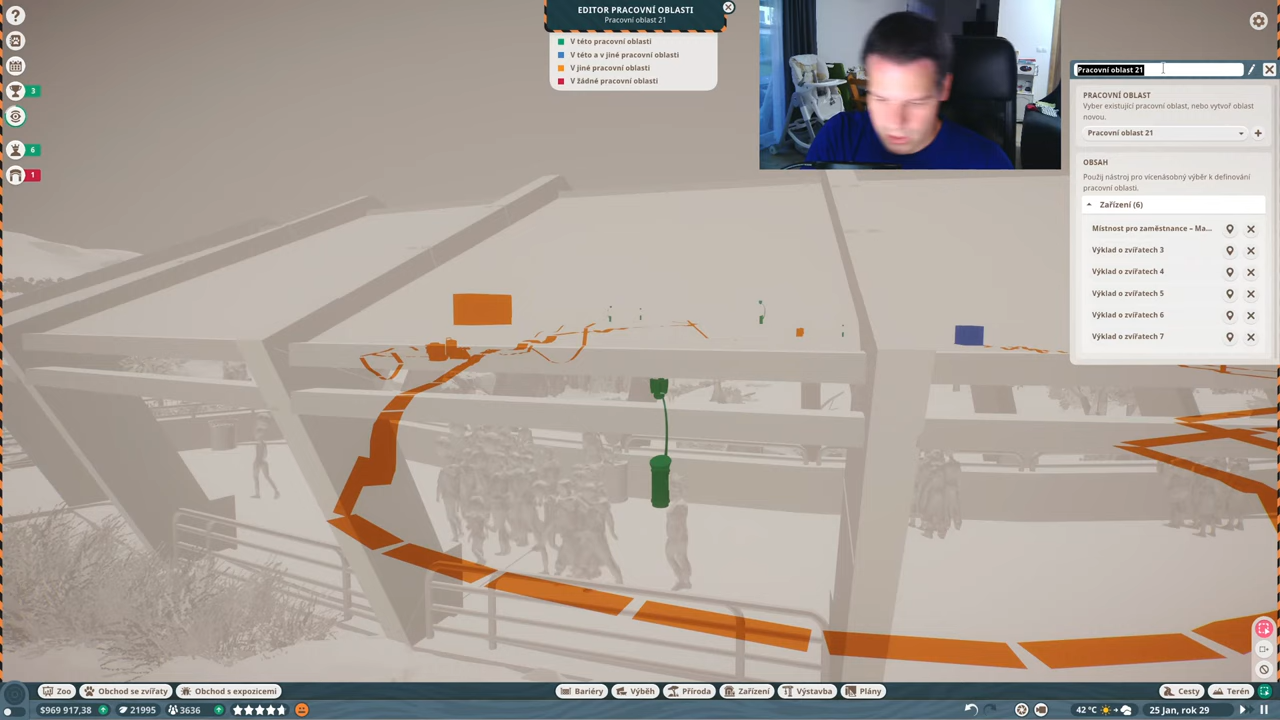 EDITOR PRACOVNÍ OBLASTI
Pracovní oblast 21
V této pracovní oblasti
V této a v jiné pracovní oblasti
V jiné pracovní oblasti
V žádné pracovní oblasti
3
6
1
Pracovní oblast 21
PRACOVNÍ OBLAST
Vyber existující pracovní oblast, nebo vytvoř oblast
novou.
Pracovní oblast 21
OBSAH
Použij nástroj pro vícenásobný výběr k definování
pracovní oblasti.
Zařízení (6)
Místnost pro zaměstnance – Ma...
Výklad o zvířatech 3
Výklad o zvířatech 4
Výklad o zvířatech 5
Výklad o zvířatech 6
Výklad o zvířatech 7
Zoo
Obchod se zvířaty
Obchod s expozicemi
Bariéry
Výběh
Příroda
Zařízení
Výstavba
Plány
Cesty
Terén
$969 917,38
21995
3636
42 °C
25 Jan, rok 29